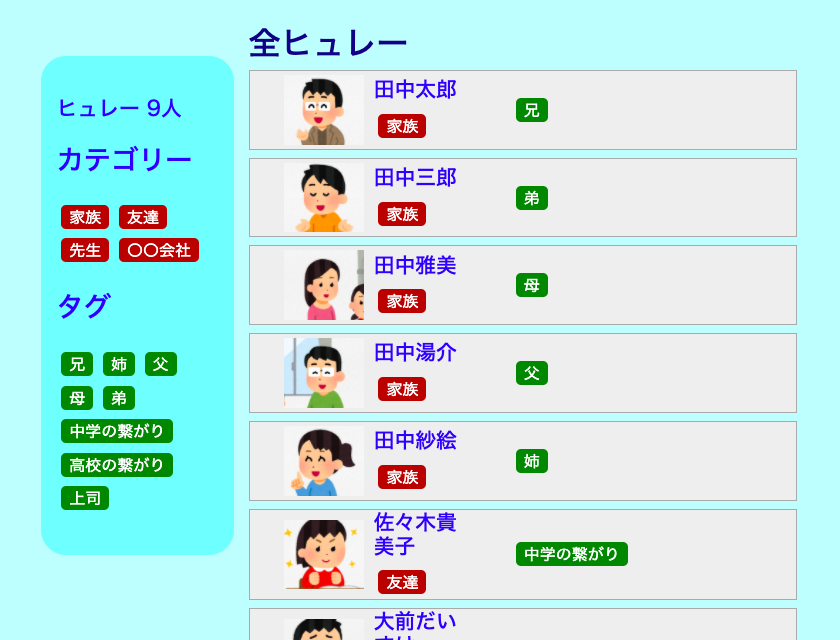 全ヒュレー
ヒュレー 9人
カテゴリー
家族 友達
先生 〇〇会社
タグ
兄 姉 父
母 弟
中学の繋がり
高校の繋がり
上司
田中太郎
家族
兄
田中三郎
家族
弟
田中雅美
家族
母
田中湯介
家族
父
田中紗絵
家族
姉
佐々木貴
美子
友達
中学の繋がり
大前だい